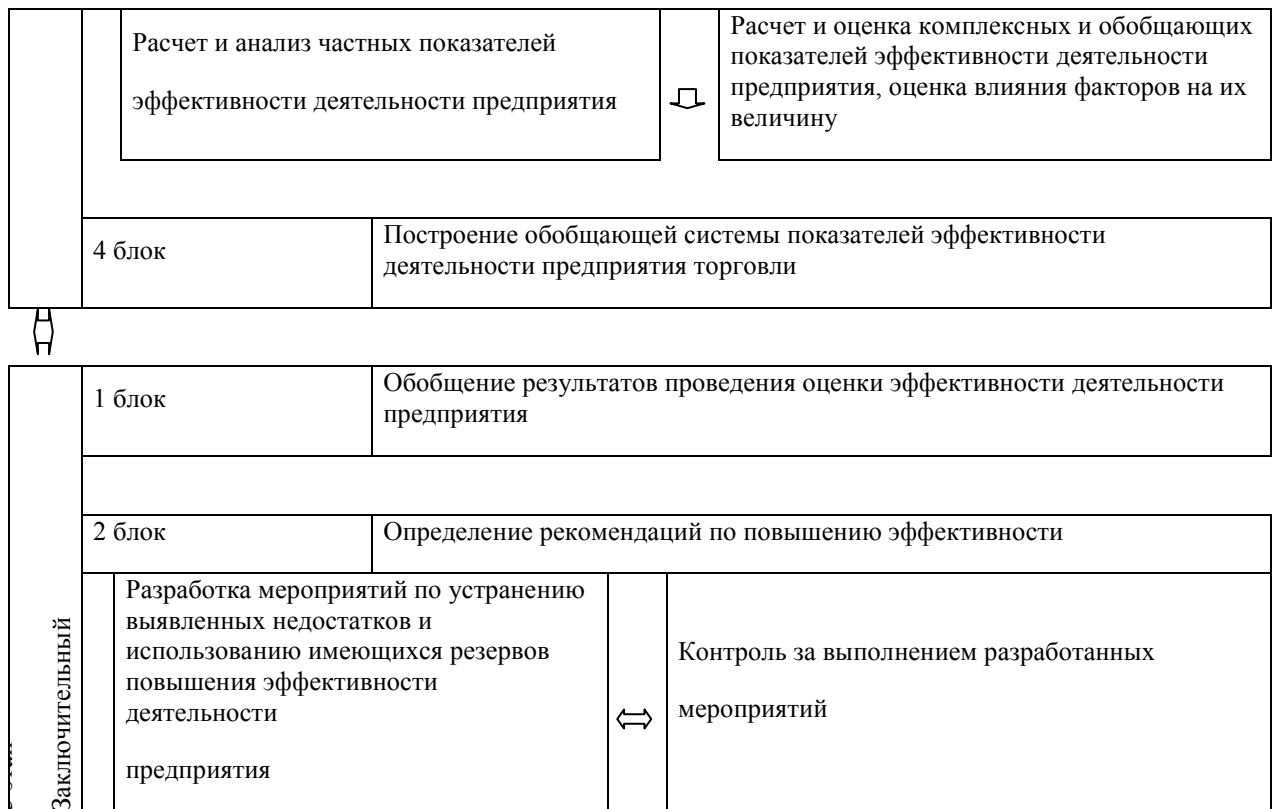 Расчет и анализ частных показателей
эффективности деятельности предприятия
Расчет и оценка комплексных и обобщающих
показателей эффективности деятельности
предприятия, оценка влияния факторов на их
величину
4 блок
Построение обобщающей системы показателей эффективности
деятельности предприятия торговли
Заключительный
1 блок
Обобщение результатов проведения оценки эффективности деятельности
предприятия
2 блок
Определение рекомендаций по повышению эффективности
Разработка мероприятий по устранению
выявленных недостатков и
использованию имеющихся резервов
повышения эффективности
деятельности
предприятия
Контроль за выполнением разработанных
мероприятий